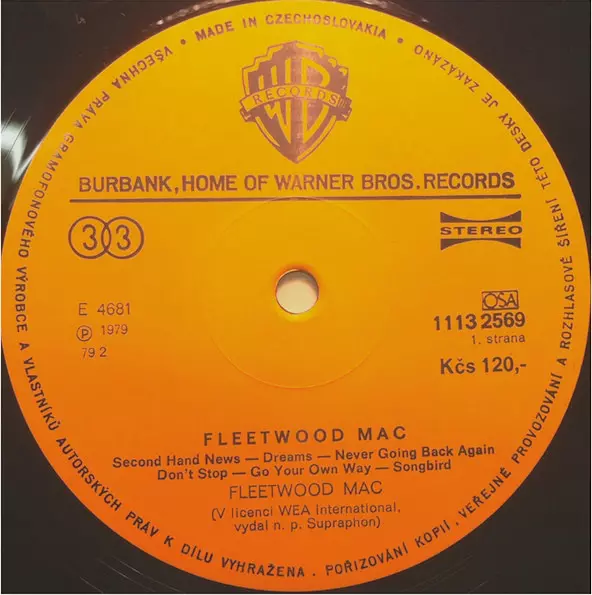 • MADE IN CZECHOSLOVAKIA •
VŠECHNA PRÁVA GRAMOFONOVÉHO VÝROBCE A VLASTNÍKŮ AUTORSKÝCH PRÁV K DÍLU VYHRAŽENA. POŘIZOVÁNÍ KOPIÍ, VEŘEJNÉ PROVOZOVÁNÍ A ROZHLASOVÉ ŠÍŘENÍ TÉTO DESKY JE ZAKÁZÁNO
WB
RECORDS
BURBANK, HOME OF WARNER BROS. RECORDS
33
STEREO
E 4681
Ⓟ 1979
79 2
OSA
1113 2569
1. strana
Kčs 120,-
FLEETWOOD MAC
Second Hand News — Dreams — Never Going Back Again
Don't Stop — Go Your Own Way — Songbird
FLEETWOOD MAC
(V licenci WEA International,
vydal n. p. Supraphon)